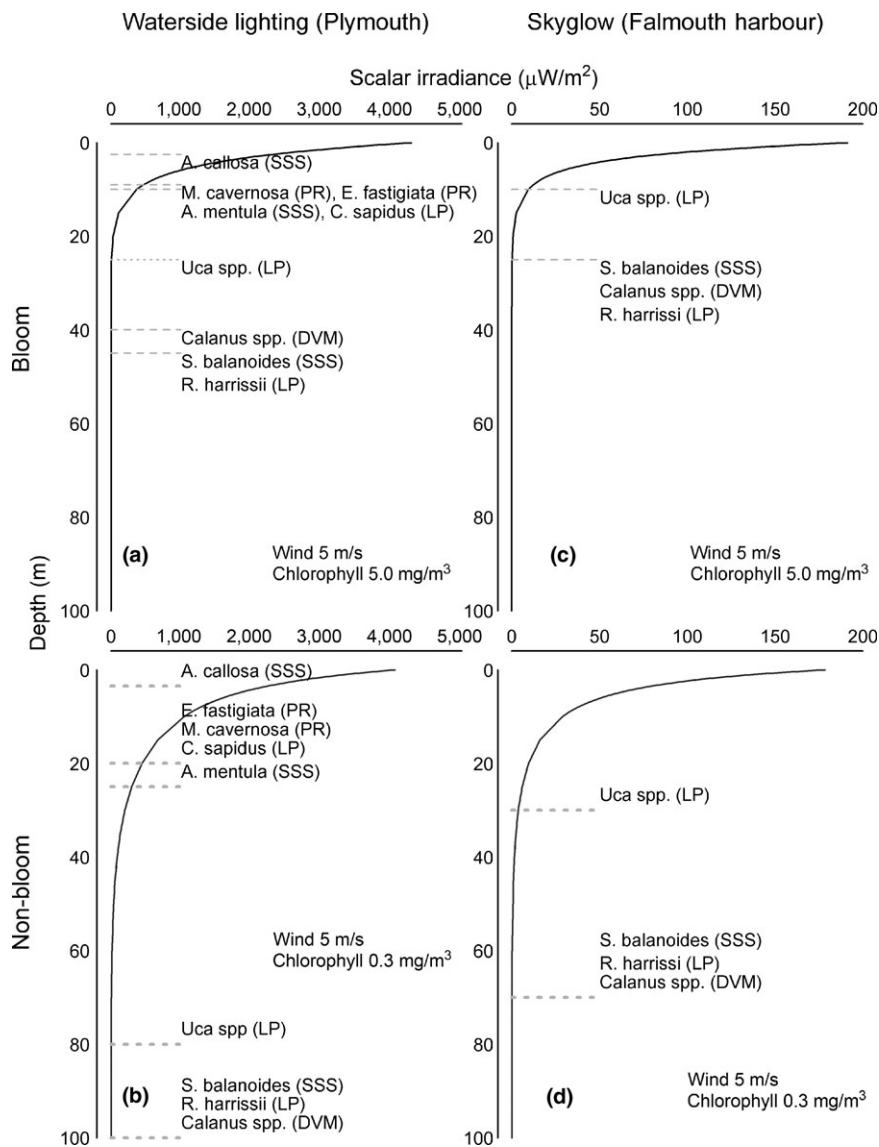 Waterside lighting (Plymouth)
Skyglow (Falmouth harbour)
Scalar irradiance (μW/m²)
0 1,000 2,000 3,000 4,000 5,000
0 50 100 150 200
Depth (m)
Bloom
0
20
40
60
80
100
A. callosa (SSS)
M. cavernosa (PR), E. fastigiata (PR)
A. mentula (SSS), C. sapidus (LP)
Uca spp. (LP)
Calanus spp. (DVM)
S. balanoides (SSS)
R. harrissii (LP)
(a)
Wind 5 m/s
Chlorophyll 5.0 mg/m³
0
20
40
60
80
100
Uca spp. (LP)
S. balanoides (SSS)
Calanus spp. (DVM)
R. harrissi (LP)
(c)
Wind 5 m/s
Chlorophyll 5.0 mg/m³
Non-bloom
0 1,000 2,000 3,000 4,000 5,000
0
20
40
60
80
100
A. callosa (SSS)
E. fastigiata (PR)
M. cavernosa (PR)
C. sapidus (LP)
A. mentula (SSS)
Wind 5 m/s
Chlorophyll 0.3 mg/m³
Uca spp (LP)
(b)
S. balanoides (SSS)
R. harrissii (LP)
Calanus spp. (DVM)
0 50 100 150 200
0
20
40
60
80
100
Uca spp. (LP)
S. balanoides (SSS)
R. harrissi (LP)
Calanus spp. (DVM)
(d)
Wind 5 m/s
Chlorophyll 0.3 mg/m³